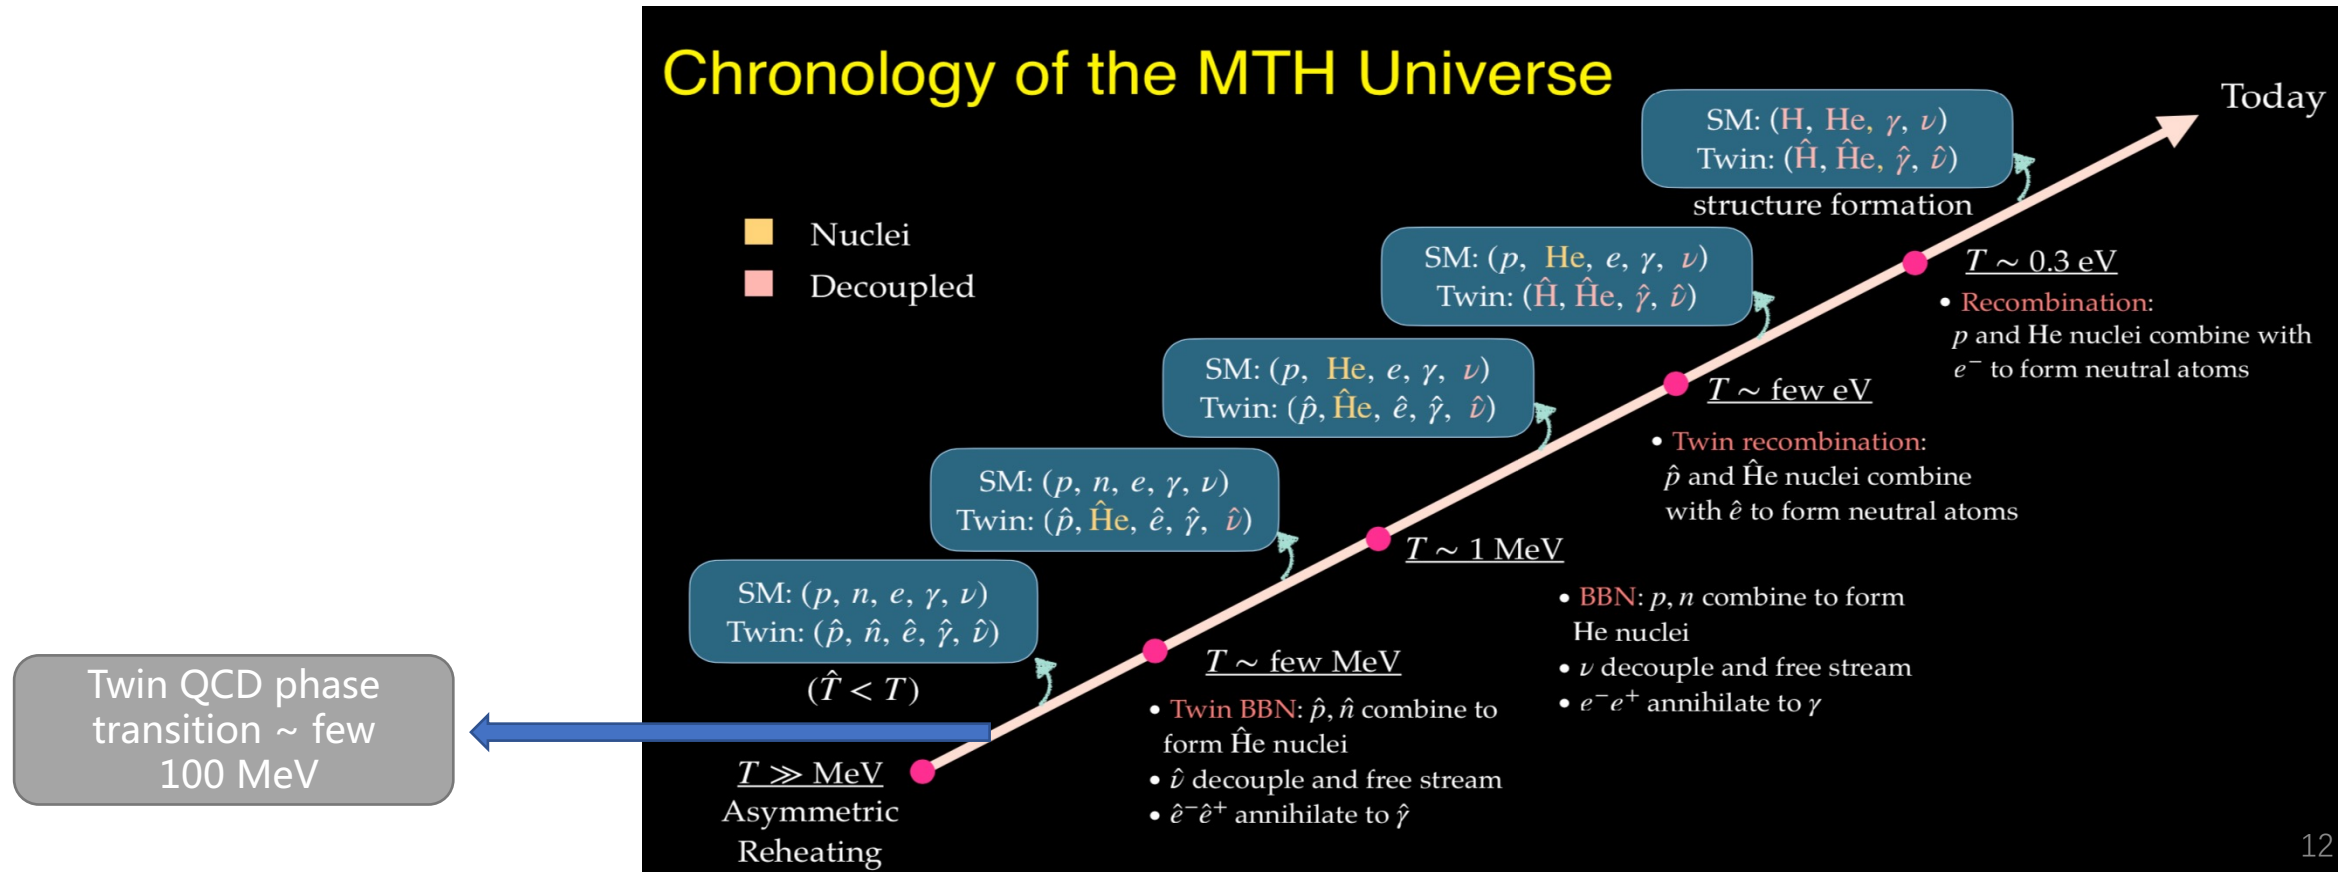 Chronology of the MTH Universe
Today
SM: (H, He, γ, ν)
Twin: (Ĥ, Ĥe, γ̂, ν̂)
structure formation
Nuclei
Decoupled
SM: (p, He, e, γ, ν)
Twin: (Ĥ, Ĥe, γ̂, ν̂)
T ∼ 0.3 eV
• Recombination:
p and He nuclei combine with
e⁻ to form neutral atoms
SM: (p, He, e, γ, ν)
Twin: (p̂, Ĥe, ê, γ̂, ν̂)
T ∼ few eV
• Twin recombination:
p̂ and Ĥe nuclei combine
with ê to form neutral atoms
SM: (p, n, e, γ, ν)
Twin: (p̂, Ĥe, ê, γ̂, ν̂)
T ∼ 1 MeV
• BBN: p, n combine to form
He nuclei
• ν decouple and free stream
• e⁻e⁺ annihilate to γ
SM: (p, n, e, γ, ν)
Twin: (p̂, n̂, ê, γ̂, ν̂)
(T̂ < T)
T ∼ few MeV
• Twin BBN: p̂, n̂ combine to
form Ĥe nuclei
• ν̂ decouple and free stream
• ê⁻ê⁺ annihilate to γ̂
Twin QCD phase
transition ~ few
100 MeV
T ≫ MeV
Asymmetric
Reheating
12